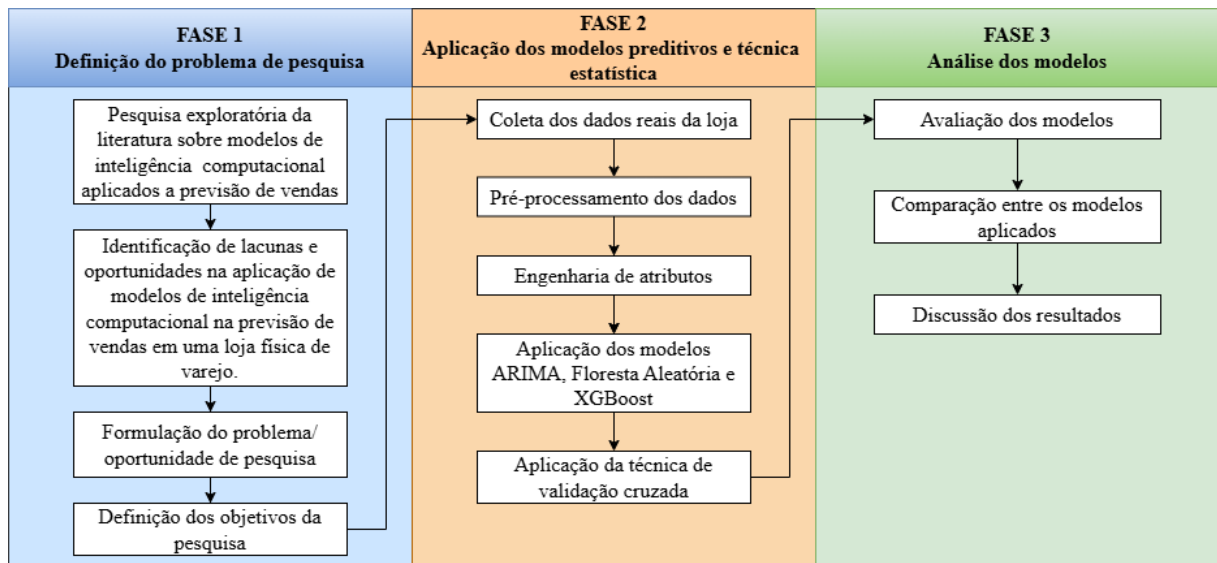 FASE 1
Definição do problema de pesquisa
Pesquisa exploratória da
literatura sobre modelos de
inteligência computacional
aplicados a previsão de vendas
Identificação de lacunas e
oportunidades na aplicação de
modelos de inteligência
computacional na previsão de
vendas em uma loja física de
varejo.
Formulação do problema/
oportunidade de pesquisa
Definição dos objetivos da
pesquisa
FASE 2
Aplicação dos modelos preditivos e técnica
estatística
Coleta dos dados reais da loja
Pré-processamento dos dados
Engenharia de atributos
Aplicação dos modelos
ARIMA, Floresta Aleatória e
XGBoost
Aplicação da técnica de
validação cruzada
FASE 3
Análise dos modelos
Avaliação dos modelos
Comparação entre os modelos
aplicados
Discussão dos resultados